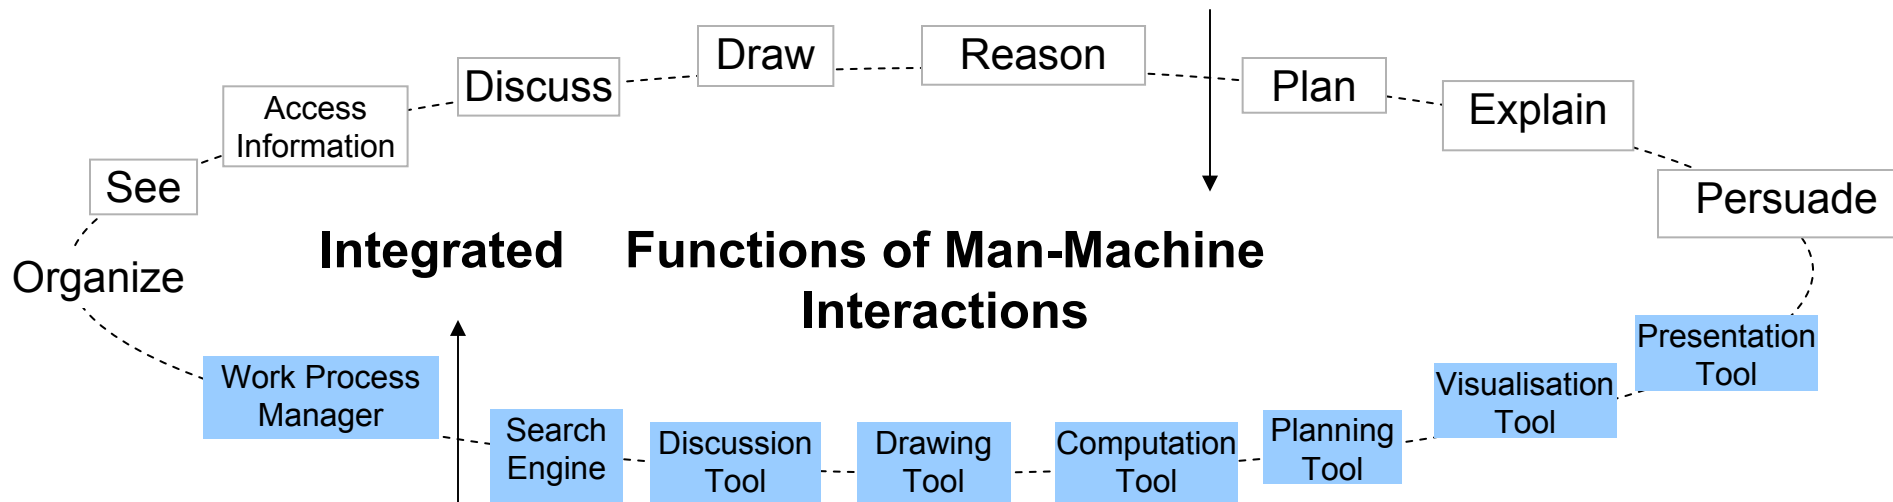 Draw
Reason
Discuss
Plan
Access
Information
Explain
See
Persuade
Organize
Integrated Functions of Man-Machine
Interactions
Work Process
Manager
Search
Engine
Discussion
Tool
Drawing
Tool
Computation
Tool
Planning
Tool
Visualisation
Tool
Presentation
Tool